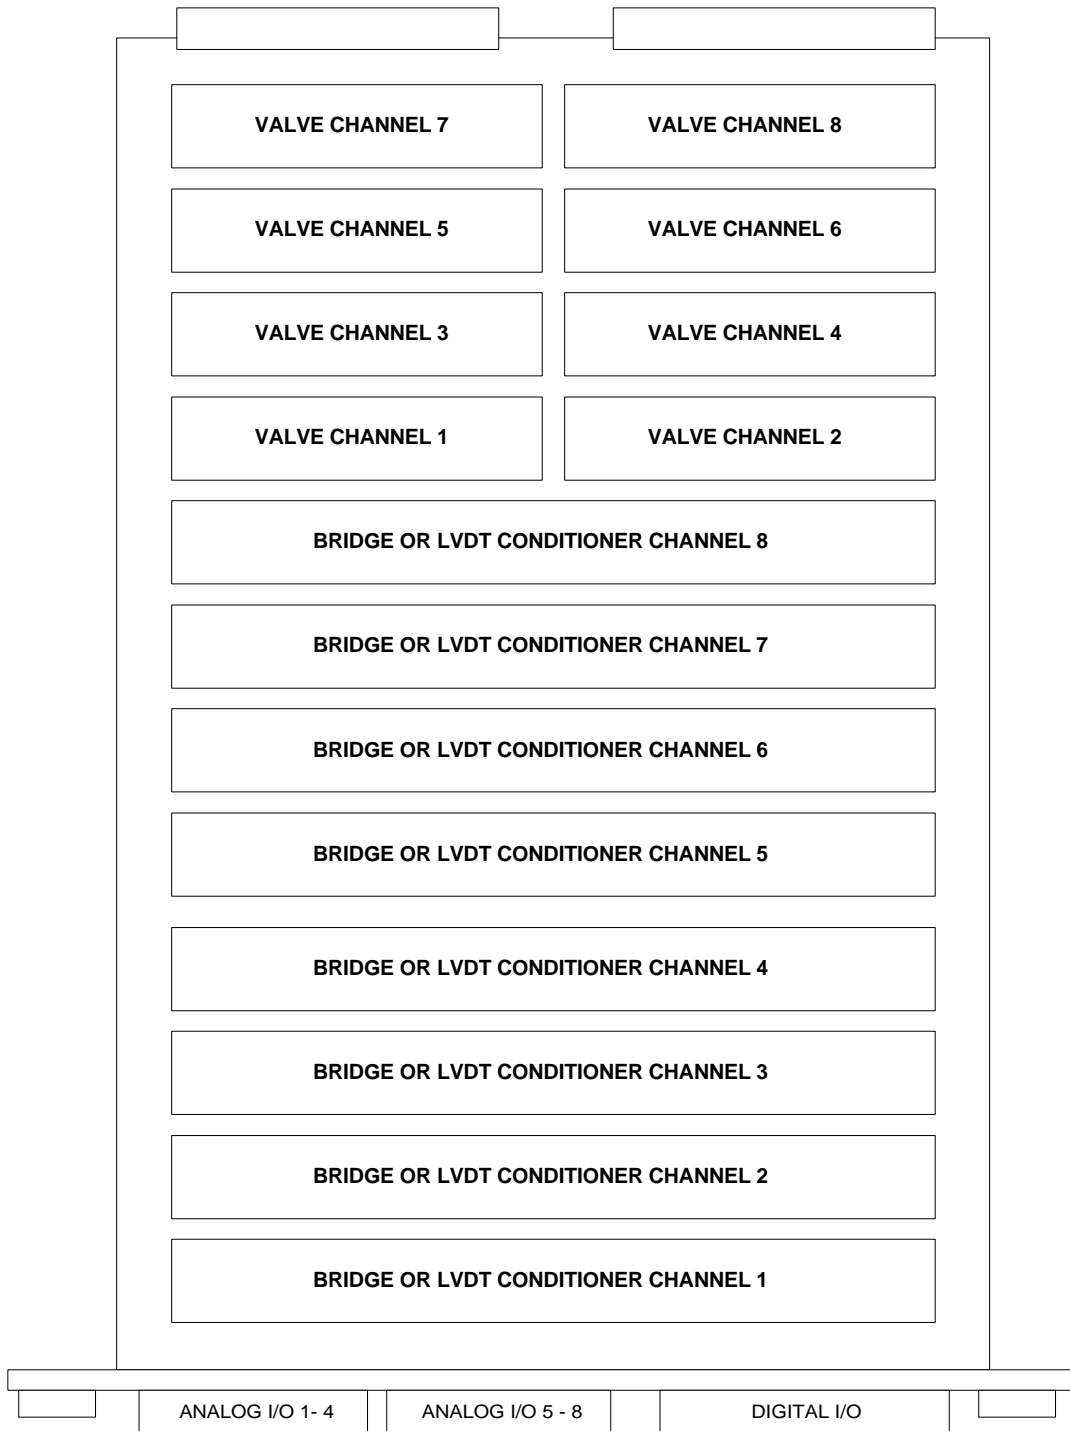 VALVE CHANNEL 7
VALVE CHANNEL 8
VALVE CHANNEL 5
VALVE CHANNEL 6
VALVE CHANNEL 3
VALVE CHANNEL 4
VALVE CHANNEL 1
VALVE CHANNEL 2
BRIDGE OR LVDT CONDITIONER CHANNEL 8
BRIDGE OR LVDT CONDITIONER CHANNEL 7
BRIDGE OR LVDT CONDITIONER CHANNEL 6
BRIDGE OR LVDT CONDITIONER CHANNEL 5
BRIDGE OR LVDT CONDITIONER CHANNEL 4
BRIDGE OR LVDT CONDITIONER CHANNEL 3
BRIDGE OR LVDT CONDITIONER CHANNEL 2
BRIDGE OR LVDT CONDITIONER CHANNEL 1
ANALOG I/O 1- 4
ANALOG I/O 5 - 8
DIGITAL I/O